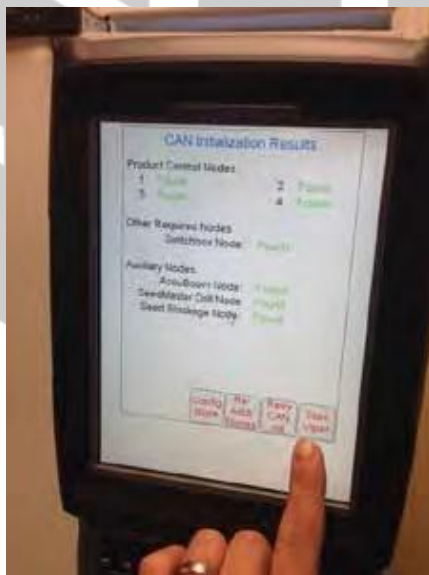 CAN Initialization Results
Product Control Nodes
1 Found 2 Found
3 Found 4 Found
Other Required Nodes
Switchbox Node: Found
Auxiliary Nodes:
AccuBoom Node: Found
SeedMaster Drill Node: Found
Seed Blockage Node: Found
Config Re- Retry Start
More Addr CAN Viper
Nodes Init